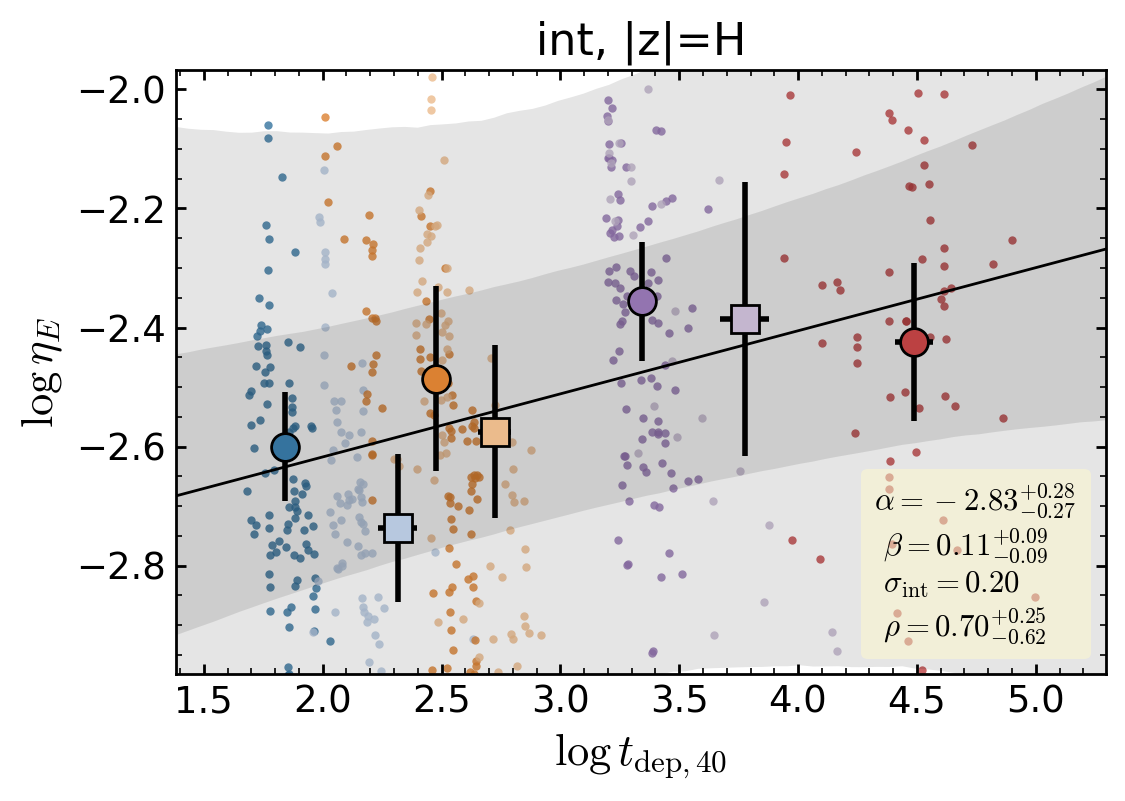 int, |z|=H
−2.0
−2.2
−2.4
−2.6
−2.8
log η_E
α = −2.83^{+0.28}_{−0.27}
β = 0.11^{+0.09}_{−0.09}
σ_int = 0.20
ρ = 0.70^{+0.25}_{−0.62}
1.5 2.0 2.5 3.0 3.5 4.0 4.5 5.0
log t_{dep, 40}